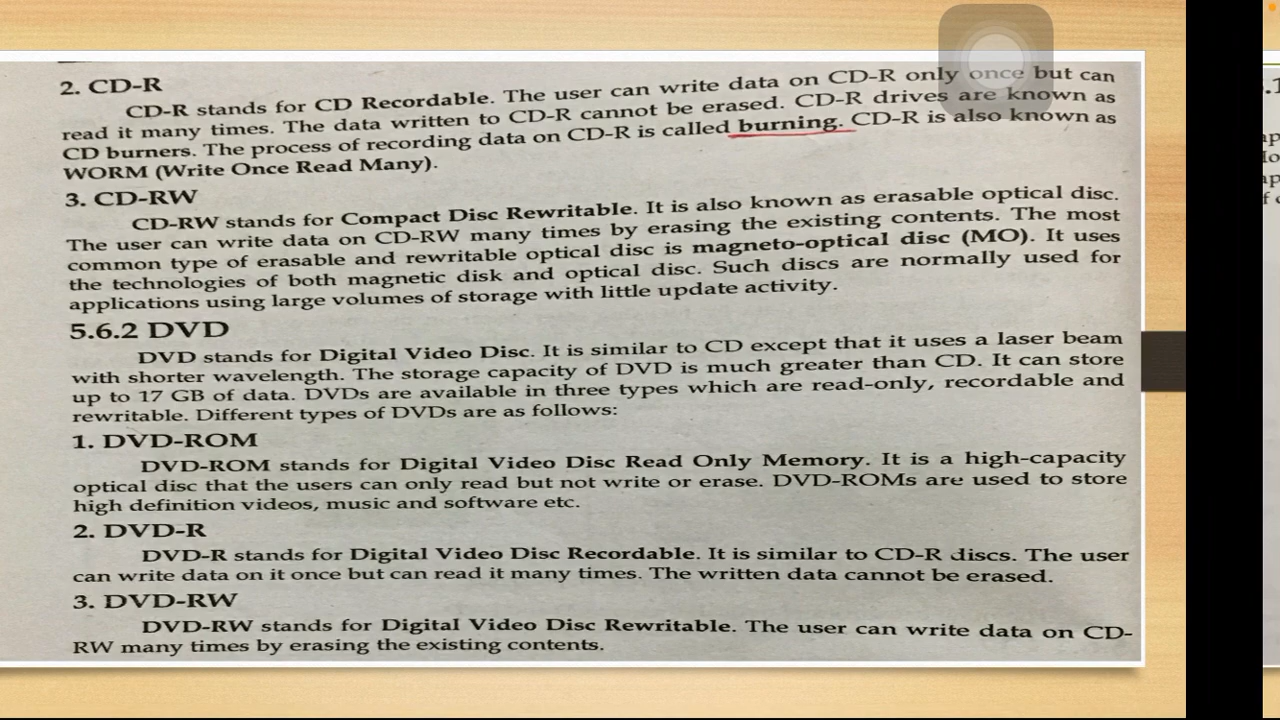 2. CD-R
CD-R stands for CD Recordable. The user can write data on CD-R only once but can
read it many times. The data written to CD-R cannot be erased. CD-R drives are known as
CD burners. The process of recording data on CD-R is called burning. CD-R is also known as
WORM (Write Once Read Many).
3. CD-RW
CD-RW stands for Compact Disc Rewritable. It is also known as erasable optical disc.
The user can write data on CD-RW many times by erasing the existing contents. The most
common type of erasable and rewritable optical disc is magneto-optical disc (MO). It uses
the technologies of both magnetic disk and optical disc. Such discs are normally used for
applications using large volumes of storage with little update activity.
5.6.2 DVD
DVD stands for Digital Video Disc. It is similar to CD except that it uses a laser beam
with shorter wavelength. The storage capacity of DVD is much greater than CD. It can store
up to 17 GB of data. DVDs are available in three types which are read-only, recordable and
rewritable. Different types of DVDs are as follows:
1. DVD-ROM
DVD-ROM stands for Digital Video Disc Read Only Memory. It is a high-capacity
optical disc that the users can only read but not write or erase. DVD-ROMs are used to store
high definition videos, music and software etc.
2. DVD-R
DVD-R stands for Digital Video Disc Recordable. It is similar to CD-R discs. The user
can write data on it once but can read it many times. The written data cannot be erased.
3. DVD-RW
DVD-RW stands for Digital Video Disc Rewritable. The user can write data on CD-
RW many times by erasing the existing contents.